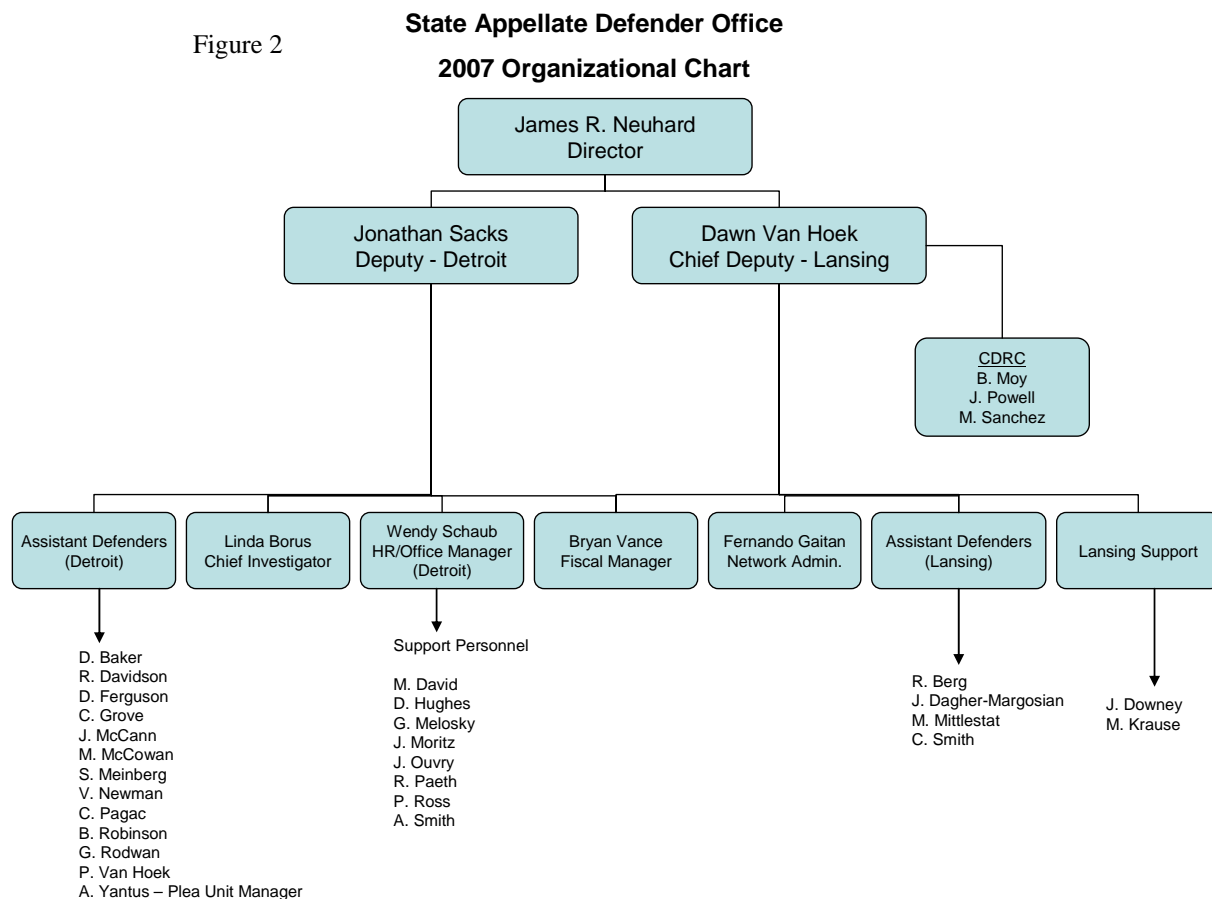 Figure 2
State Appellate Defender Office
2007 Organizational Chart
James R. Neuhard
Director
Jonathan Sacks
Deputy - Detroit
Dawn Van Hoek
Chief Deputy - Lansing
CDRC
B. Moy
J. Powell
M. Sanchez
Assistant Defenders
(Detroit)
Linda Borus
Chief Investigator
Wendy Schaub
HR/Office Manager
(Detroit)
Bryan Vance
Fiscal Manager
Fernando Gaitan
Network Admin.
Assistant Defenders
(Lansing)
Lansing Support
D. Baker
R. Davidson
D. Ferguson
C. Grove
J. McCann
M. McCowan
S. Meinberg
V. Newman
C. Pagac
B. Robinson
G. Rodwan
P. Van Hoek
A. Yantus – Plea Unit Manager
Support Personnel
M. David
D. Hughes
G. Melosky
J. Moritz
J. Ouvry
R. Paeth
P. Ross
A. Smith
R. Berg
J. Dagher-Margosian
M. Mittlestat
C. Smith
J. Downey
M. Krause